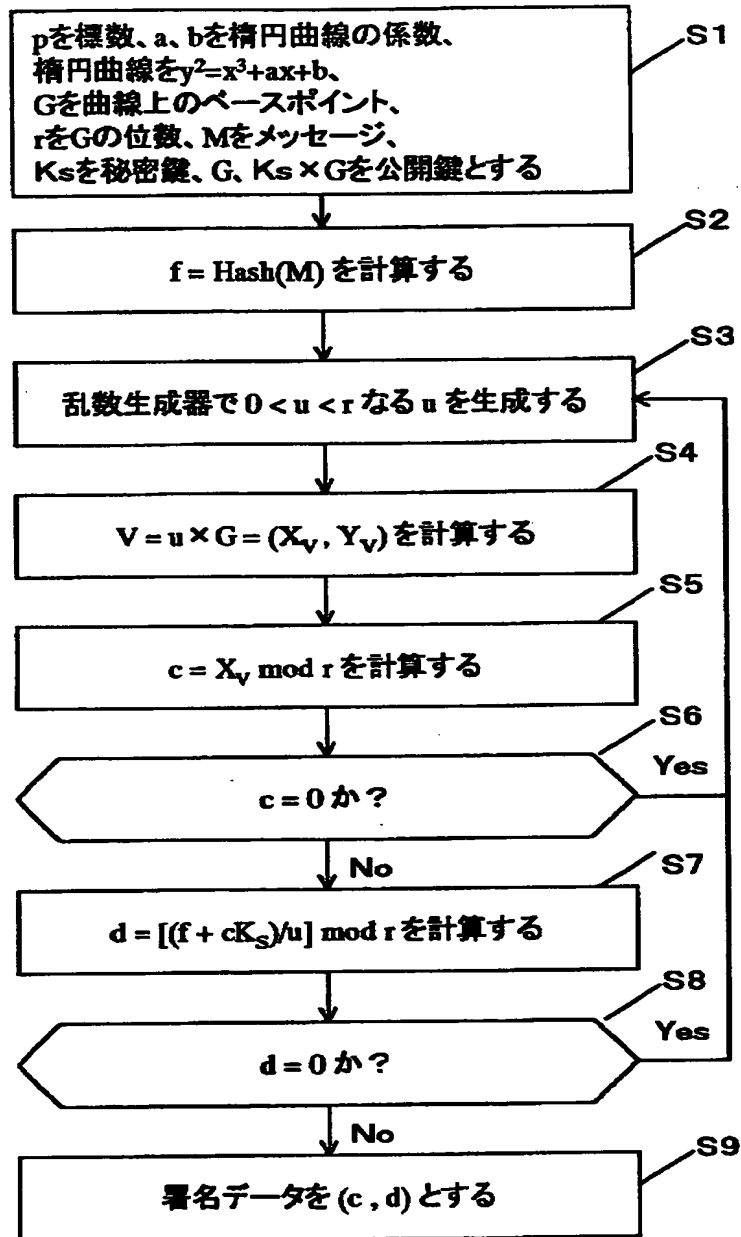 S1
pを標数、a、bを楕円曲線の係数、
楕円曲線をy²=x³+ax+b、
Gを曲線上のベースポイント、
rをGの位数、Mをメッセージ、
Ksを秘密鍵、G、Ks×Gを公開鍵とする
S2
f = Hash(M) を計算する
S3
乱数生成器で 0 < u < r なる u を生成する
S4
V = u × G = (X_V , Y_V) を計算する
S5
c = X_V mod r を計算する
S6
c = 0 か?
Yes
No
S7
d = [(f + cK_S)/u] mod r を計算する
S8
d = 0 か?
Yes
No
S9
署名データを (c , d) とする